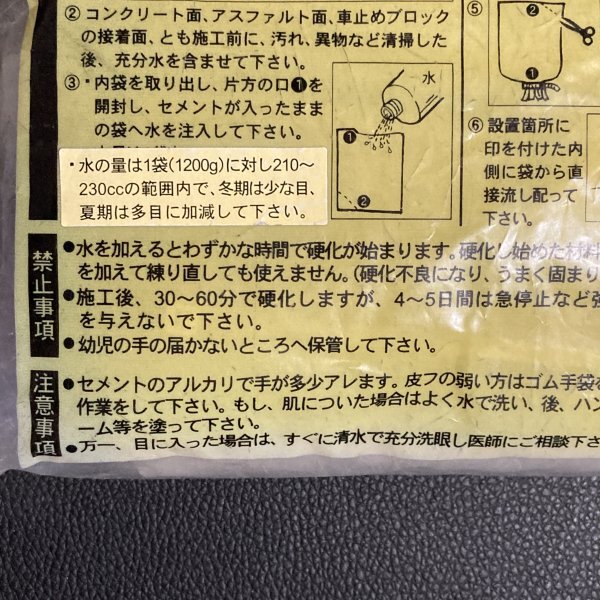 ②コンクリート面、アスファルト面、車止めブロック
の接着面、とも施工前に、汚れ、異物など清掃した
後、充分水を含ませて下さい。
③・内袋を取り出し、片方の口❶を
開封し、セメントが入ったまま
の袋へ水を注入して下さい。
・水の量は1袋(1200g)に対し210〜
230ccの範囲内で、冬期は少な目、
夏期は多目に加減して下さい。
水
❶
❷
⑤
❷
❶
⑥設置箇所に
印を付けた内
側に袋から直
接流し配って
下さい。
禁止事項
●水を加えるとわずかな時間で硬化が始まります。硬化し始めた材料
を加えて練り直しても使えません。(硬化不良になり、うまく固まり
●施工後、30〜60分で硬化しますが、4〜5日間は急停止など強
を与えないで下さい。
●幼児の手の届かないところへ保管して下さい。
注意事項
●セメントのアルカリで手が多少アレます。皮フの弱い方はゴム手袋を
作業をして下さい。もし、肌についた場合はよく水で洗い、後、ハン
ーム等を塗って下さい。
●万一、目に入った場合は、すぐに清水で充分洗眼し医師にご相談下さ